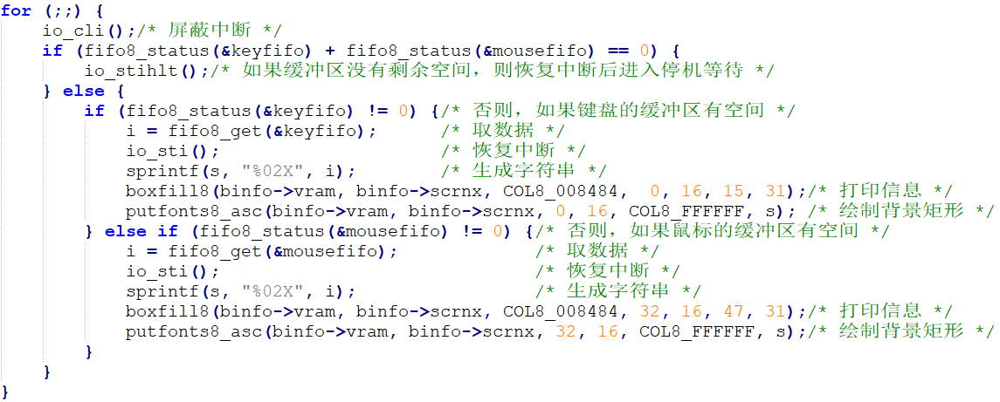 for (;;) {
    io_cli();/* 屏蔽中断 */
    if (fifo8_status(&keyfifo) + fifo8_status(&mousefifo) == 0) {
        io_stihlt();/* 如果缓冲区没有剩余空间，则恢复中断后进入停机等待 */
    } else {
        if (fifo8_status(&keyfifo) != 0) {/* 否则，如果键盘的缓冲区有空间 */
            i = fifo8_get(&keyfifo);      /* 取数据 */
            io_sti();                     /* 恢复中断 */
            sprintf(s, "%02X", i);        /* 生成字符串 */
            boxfill8(binfo->vram, binfo->scrnx, COL8_008484,  0, 16, 15, 31);/* 打印信息 */
            putfonts8_asc(binfo->vram, binfo->scrnx, 0, 16, COL8_FFFFFF, s); /* 绘制背景矩形 */
        } else if (fifo8_status(&mousefifo) != 0) {/* 否则，如果鼠标的缓冲区有空间 */
            i = fifo8_get(&mousefifo);             /* 取数据 */
            io_sti();                              /* 恢复中断 */
            sprintf(s, "%02X", i);                 /* 生成字符串 */
            boxfill8(binfo->vram, binfo->scrnx, COL8_008484, 32, 16, 47, 31);/* 打印信息 */
            putfonts8_asc(binfo->vram, binfo->scrnx, 32, 16, COL8_FFFFFF, s);/* 绘制背景矩形 */
        }
    }
}